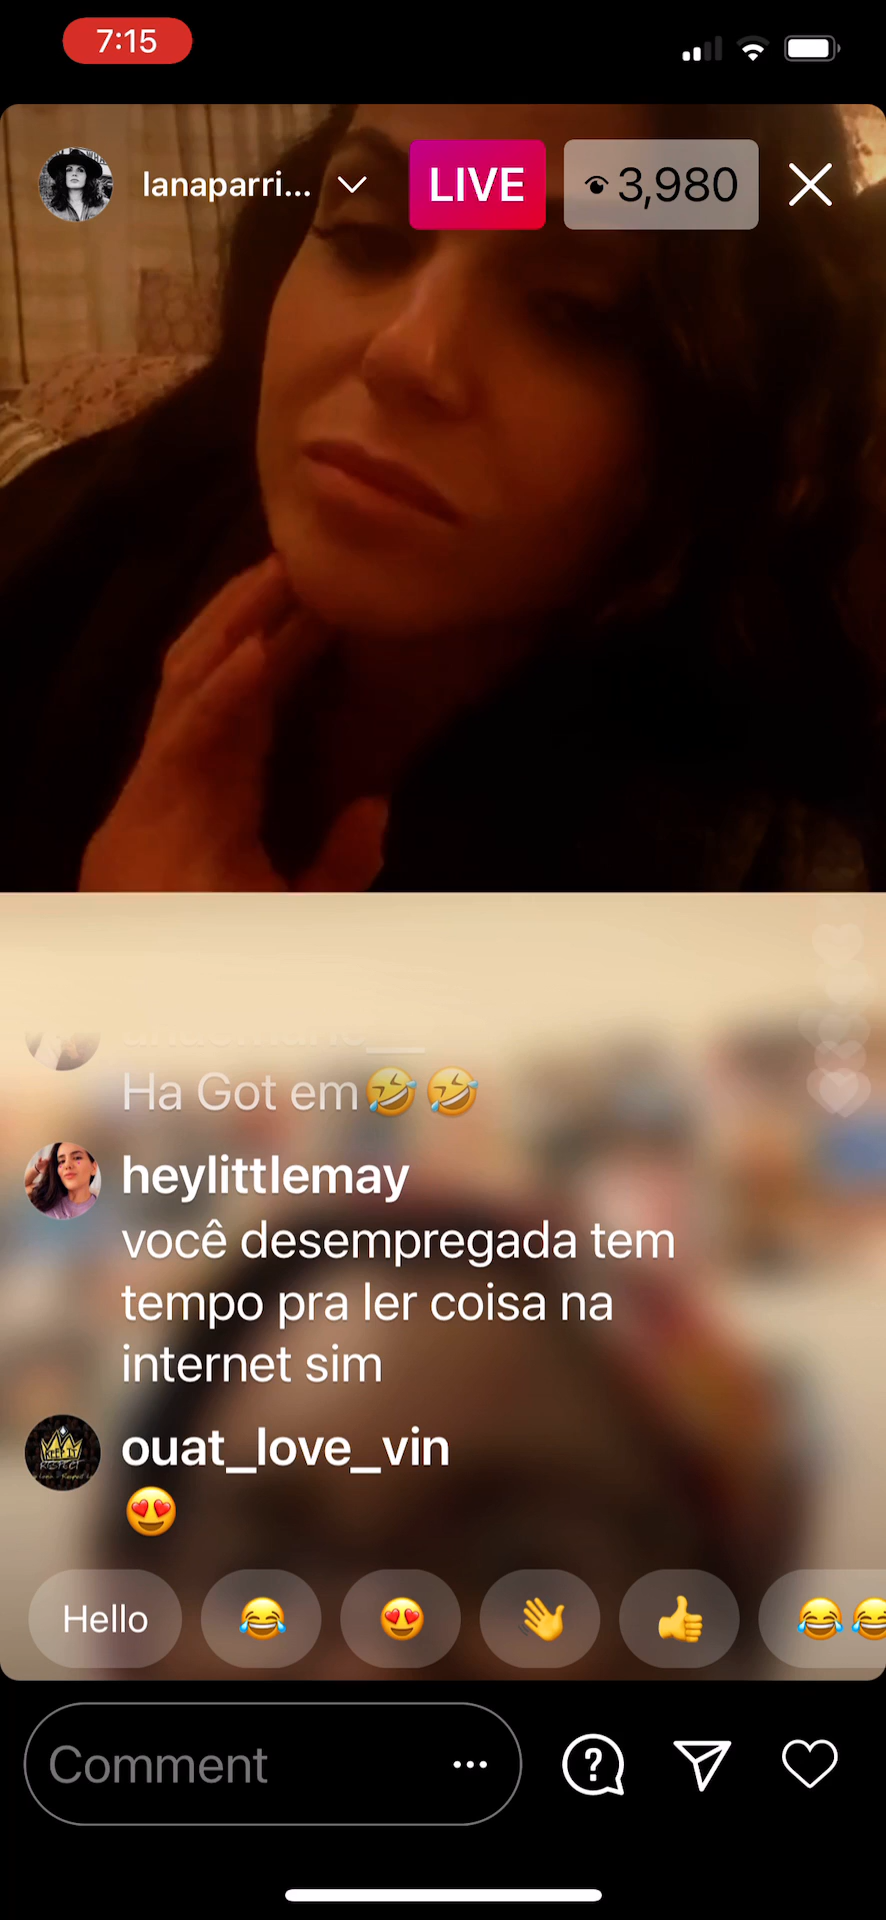 7:15
lanaparri...
LIVE
3,980
Ha Got em🤣🤣
heylittlemay
você desempregada tem
tempo pra ler coisa na
internet sim
ouat_love_vin
😍
Hello 😂 😍 👋 👍 😂😂
Comment